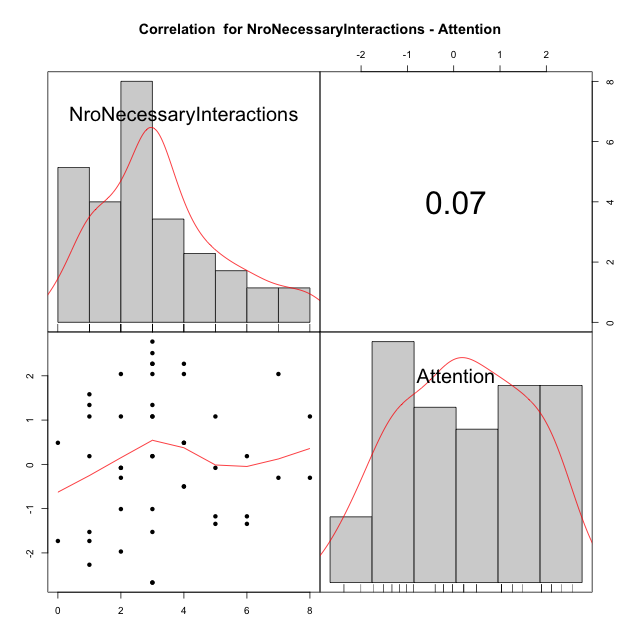 Correlation  for NroNecessaryInteractions - Attention
-2 -1 0 1 2
NroNecessaryInteractions
0.07
8
6
4
2
0
Attention
2
1
0
-1
-2
0 2 4 6 8